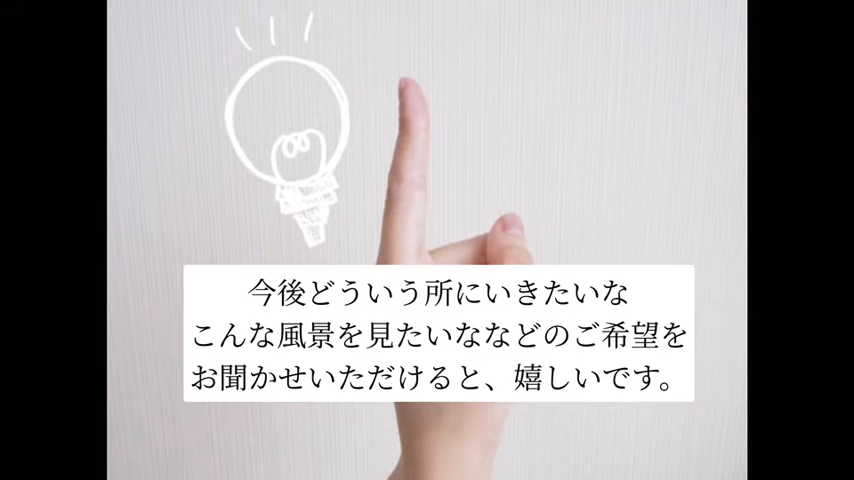 今後どういう所にいきたいな
こんな風景を見たいななどのご希望を
お聞かせいただけると、嬉しいです。